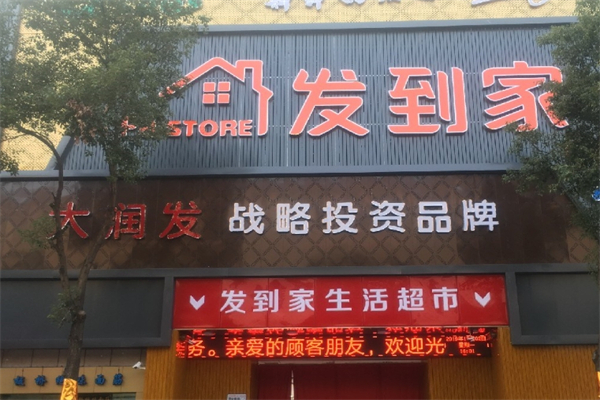 发到家
STORE
大润发 战略投资品牌
发到家生活超市
务。亲爱的顾客朋友，欢迎光